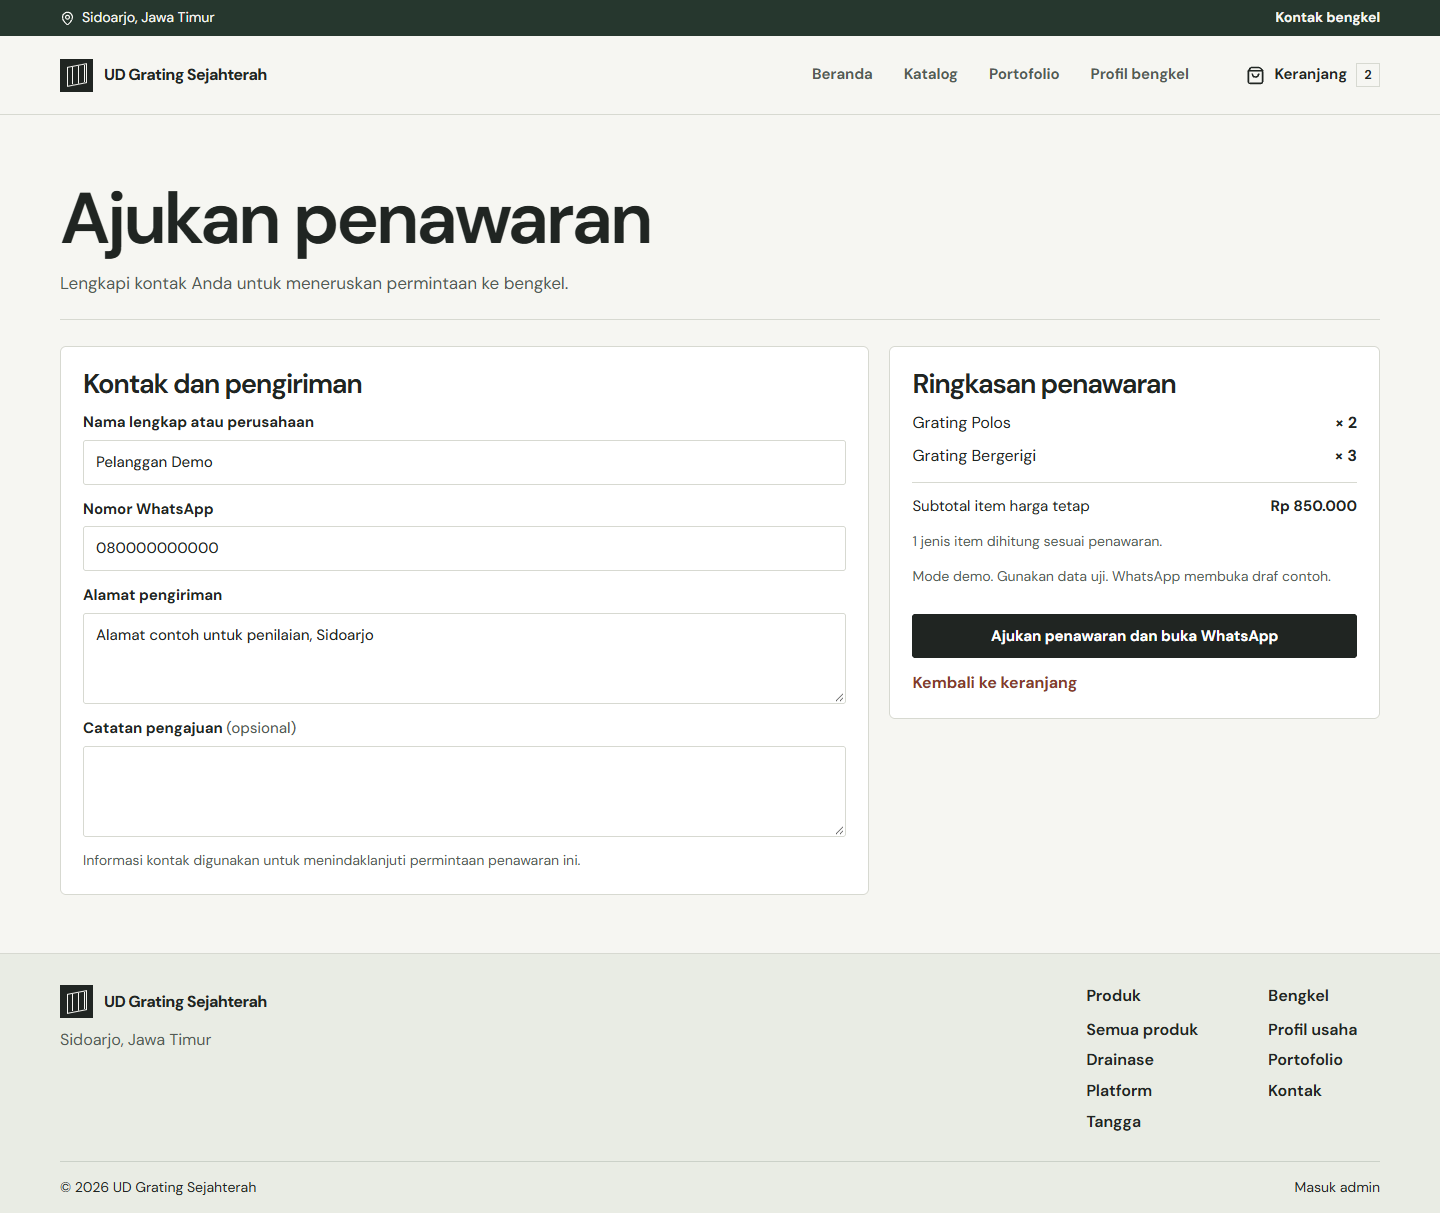 Sidoarjo, Jawa Timur
Kontak bengkel
UD Grating Sejahterah
Beranda
Katalog
Portofolio
Profil bengkel
Keranjang 2
Ajukan penawaran
Lengkapi kontak Anda untuk meneruskan permintaan ke bengkel.
Kontak dan pengiriman
Nama lengkap atau perusahaan
Pelanggan Demo
Nomor WhatsApp
080000000000
Alamat pengiriman
Alamat contoh untuk penilaian, Sidoarjo
Catatan pengajuan (opsional)
Informasi kontak digunakan untuk menindaklanjuti permintaan penawaran ini.
Ringkasan penawaran
Grating Polos × 2
Grating Bergerigi × 3
Subtotal item harga tetap Rp 850.000
1 jenis item dihitung sesuai penawaran.
Mode demo. Gunakan data uji. WhatsApp membuka draf contoh.
Ajukan penawaran dan buka WhatsApp
Kembali ke keranjang
UD Grating Sejahterah
Sidoarjo, Jawa Timur
Produk
Semua produk
Drainase
Platform
Tangga
Bengkel
Profil usaha
Portofolio
Kontak
© 2026 UD Grating Sejahterah
Masuk admin